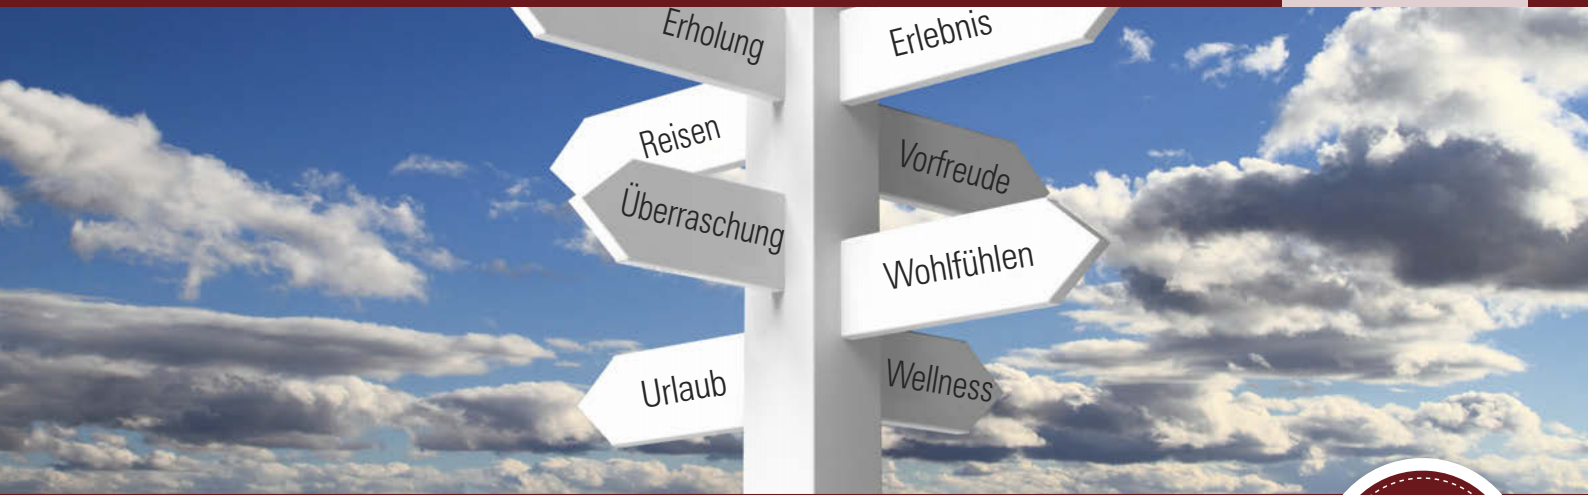 Erholung
Erlebnis
Reisen
Vorfreude
Überraschung
Wohlfühlen
Urlaub
Wellness